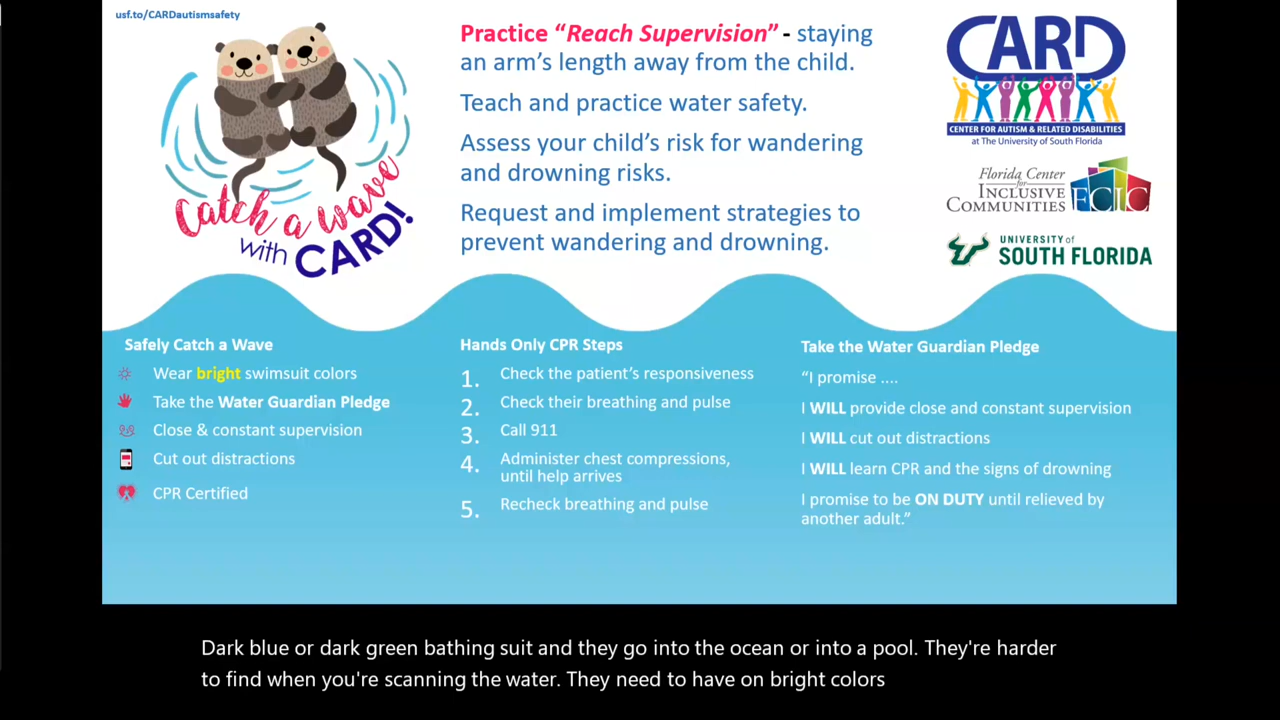 usf.to/CARDautismsafety
Catch a wave
with CARD!
Practice “Reach Supervision” - staying
an arm’s length away from the child.
Teach and practice water safety.
Assess your child’s risk for wandering
and drowning risks.
Request and implement strategies to
prevent wandering and drowning.
CARD
CENTER FOR AUTISM & RELATED DISABILITIES
at The University of South Florida
Florida Center
for
INCLUSIVE
COMMUNITIES
FCIC
UNIVERSITY of
SOUTH FLORIDA
Safely Catch a Wave
Wear bright swimsuit colors
Take the Water Guardian Pledge
Close & constant supervision
Cut out distractions
CPR Certified
Hands Only CPR Steps
1. Check the patient’s responsiveness
2. Check their breathing and pulse
3. Call 911
4. Administer chest compressions,
until help arrives
5. Recheck breathing and pulse
Take the Water Guardian Pledge
“I promise ....
I WILL provide close and constant supervision
I WILL cut out distractions
I WILL learn CPR and the signs of drowning
I promise to be ON DUTY until relieved by
another adult.”
Dark blue or dark green bathing suit and they go into the ocean or into a pool. They're harder
to find when you're scanning the water. They need to have on bright colors